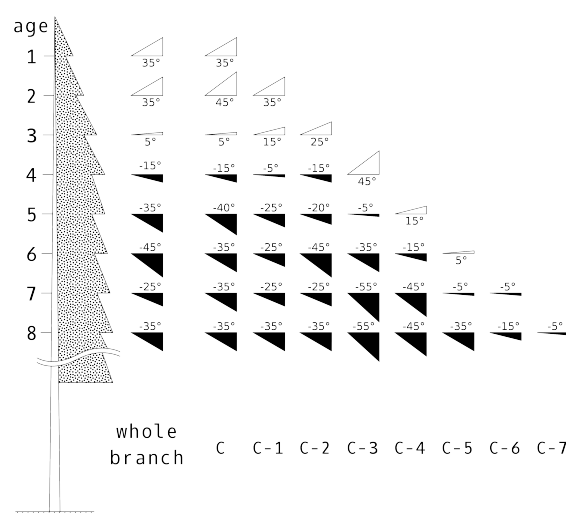 age
1 35° 35°
2 35° 45° 35°
3 5° 5° 15° 25°
4 -15° -15° -5° -15° 45°
5 -35° -40° -25° -20° -5° 15°
6 -45° -35° -25° -45° -35° -15° 5°
7 -25° -35° -25° -25° -55° -45° -5° -5°
8 -35° -35° -35° -35° -55° -45° -35° -15° -5°
whole
branch C C-1 C-2 C-3 C-4 C-5 C-6 C-7